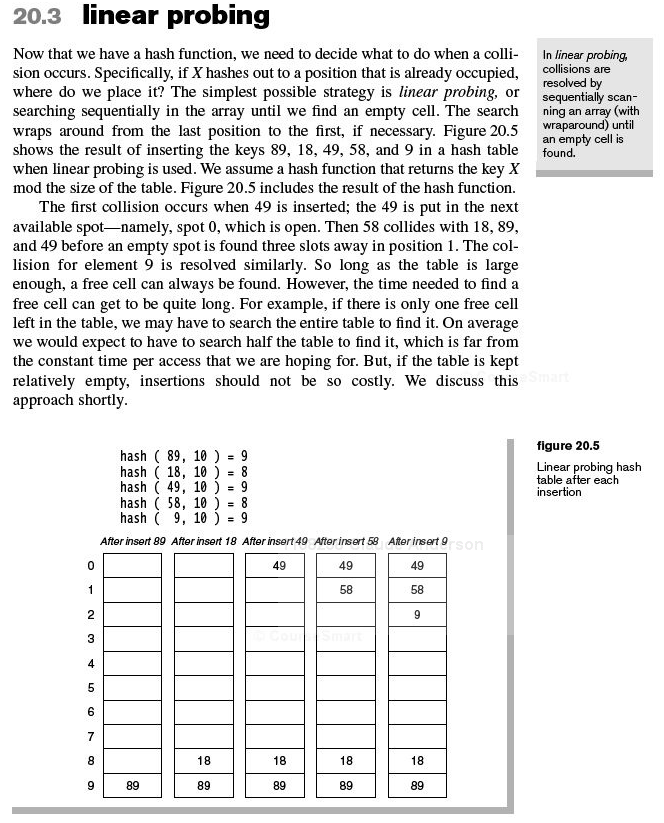 20.3 linear probing
Now that we have a hash function, we need to decide what to do when a colli-
sion occurs. Specifically, if X hashes out to a position that is already occupied,
where do we place it? The simplest possible strategy is linear probing, or
searching sequentially in the array until we find an empty cell. The search
wraps around from the last position to the first, if necessary. Figure 20.5
shows the result of inserting the keys 89, 18, 49, 58, and 9 in a hash table
when linear probing is used. We assume a hash function that returns the key X
mod the size of the table. Figure 20.5 includes the result of the hash function.
The first collision occurs when 49 is inserted; the 49 is put in the next
available spot—namely, spot 0, which is open. Then 58 collides with 18, 89,
and 49 before an empty spot is found three slots away in position 1. The col-
lision for element 9 is resolved similarly. So long as the table is large
enough, a free cell can always be found. However, the time needed to find a
free cell can get to be quite long. For example, if there is only one free cell
left in the table, we may have to search the entire table to find it. On average
we would expect to have to search half the table to find it, which is far from
the constant time per access that we are hoping for. But, if the table is kept
relatively empty, insertions should not be so costly. We discuss this
approach shortly.
In linear probing,
collisions are
resolved by
sequentially scan-
ning an array (with
wraparound) until
an empty cell is
found.
hash ( 89, 10 ) = 9
hash ( 18, 10 ) = 8
hash ( 49, 10 ) = 9
hash ( 58, 10 ) = 8
hash ( 9, 10 ) = 9
After insert 89 After insert 18 After insert 49 After insert 58 After insert 9
0 49 49 49
1 58 58
2 9
3
4
5
6
7
8 18 18 18 18
9 89 89 89 89 89
figure 20.5
Linear probing hash
table after each
insertion
© CourseSmart